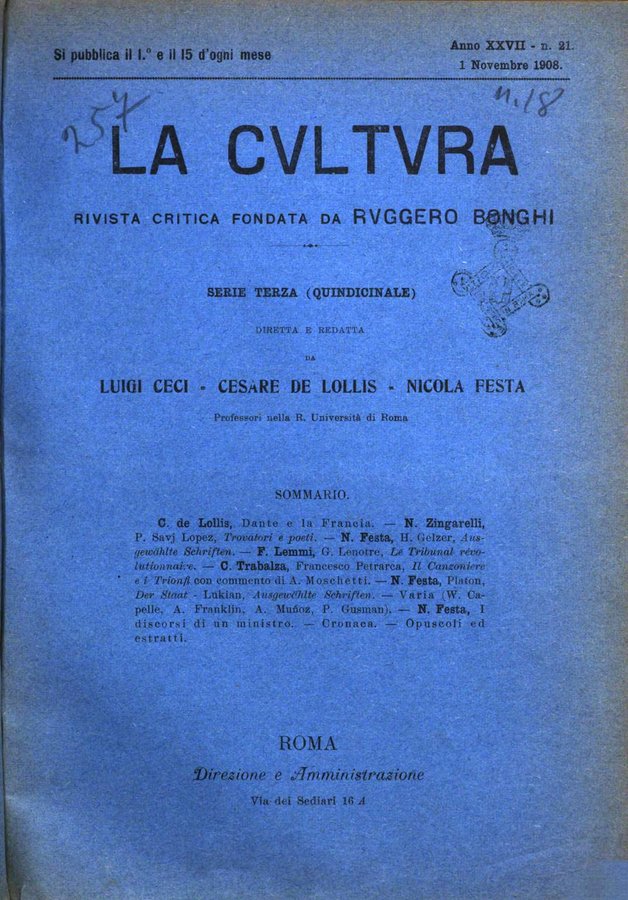 Si pubblica il 1.° e il 15 d'ogni mese
Anno XXVII - n. 21.
1 Novembre 1908.
257
n. 18
LA CVLTVRA
RIVISTA CRITICA FONDATA DA RVGGERO BONGHI
SERIE TERZA (QUINDICINALE)
DIRETTA E REDATTA
DA
LUIGI CECI - CESARE DE LOLLIS - NICOLA FESTA
Professori nella R. Università di Roma
SOMMARIO.
C. de Lollis, Dante e la Francia. — N. Zingarelli,
P. Savj Lopez, Trovatori e poeti. — N. Festa, H. Gelzer, Aus-
gewählte Schriften. — F. Lemmi, G. Lenotre, Le Tribunal révo-
lutionnaire. — C. Trabalza, Francesco Petrarca, Il Canzoniere
e i Trionfi con commento di A. Moschetti. — N. Festa, Platon,
Der Staat - Lukian, Ausgewählte Schriften. — Varia (W. Ca-
pelle, A. Franklin, A. Muñoz, P. Gusman). — N. Festa, I
discorsi di un ministro. — Cronaca. — Opuscoli ed
estratti.
ROMA
Direzione e Amministrazione
Via dei Sediari 16 A